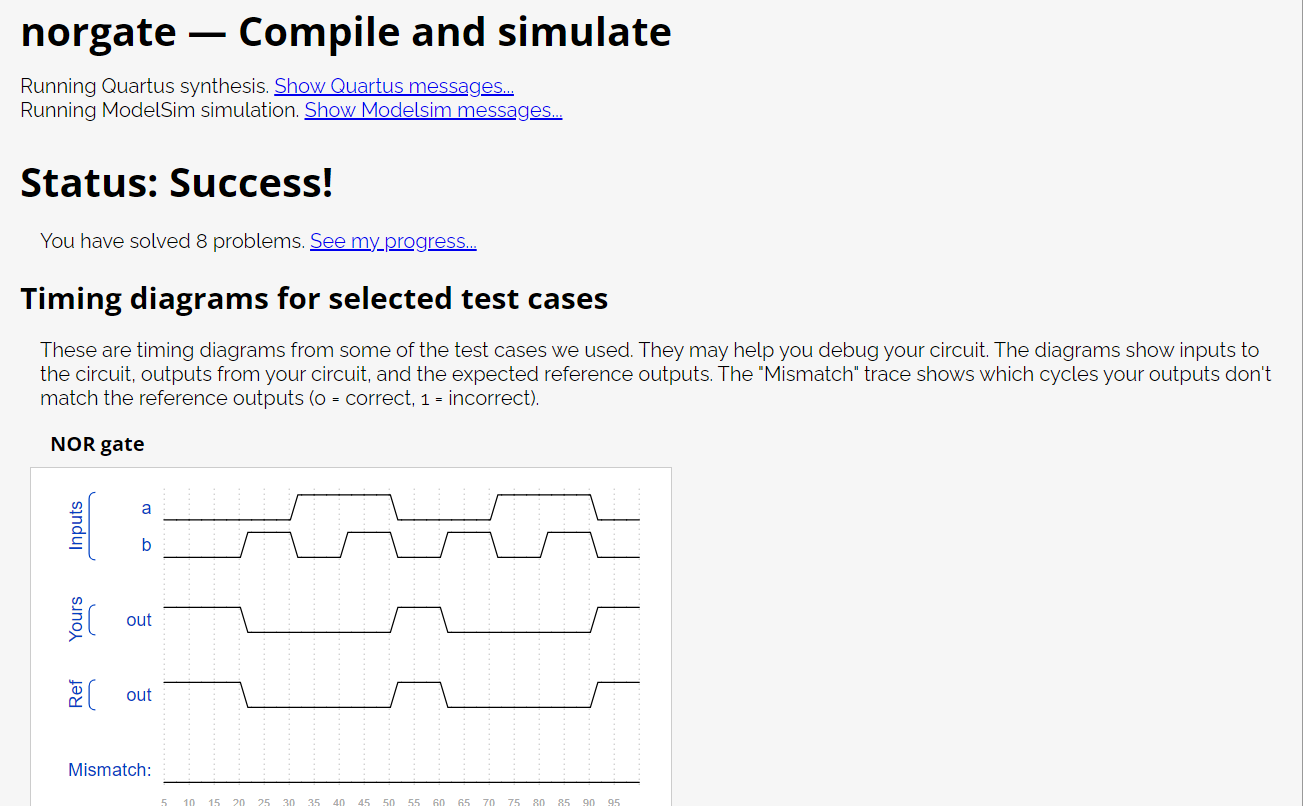 norgate — Compile and simulate
Running Quartus synthesis. Show Quartus messages...
Running ModelSim simulation. Show Modelsim messages...
Status: Success!
You have solved 8 problems. See my progress...
Timing diagrams for selected test cases
These are timing diagrams from some of the test cases we used. They may help you debug your circuit. The diagrams show inputs to
the circuit, outputs from your circuit, and the expected reference outputs. The "Mismatch" trace shows which cycles your outputs don't
match the reference outputs (0 = correct, 1 = incorrect).
NOR gate
Inputs
a
b
Yours
out
Ref
out
Mismatch:
5 10 15 20 25 30 35 40 45 50 55 60 65 70 75 80 85 90 95